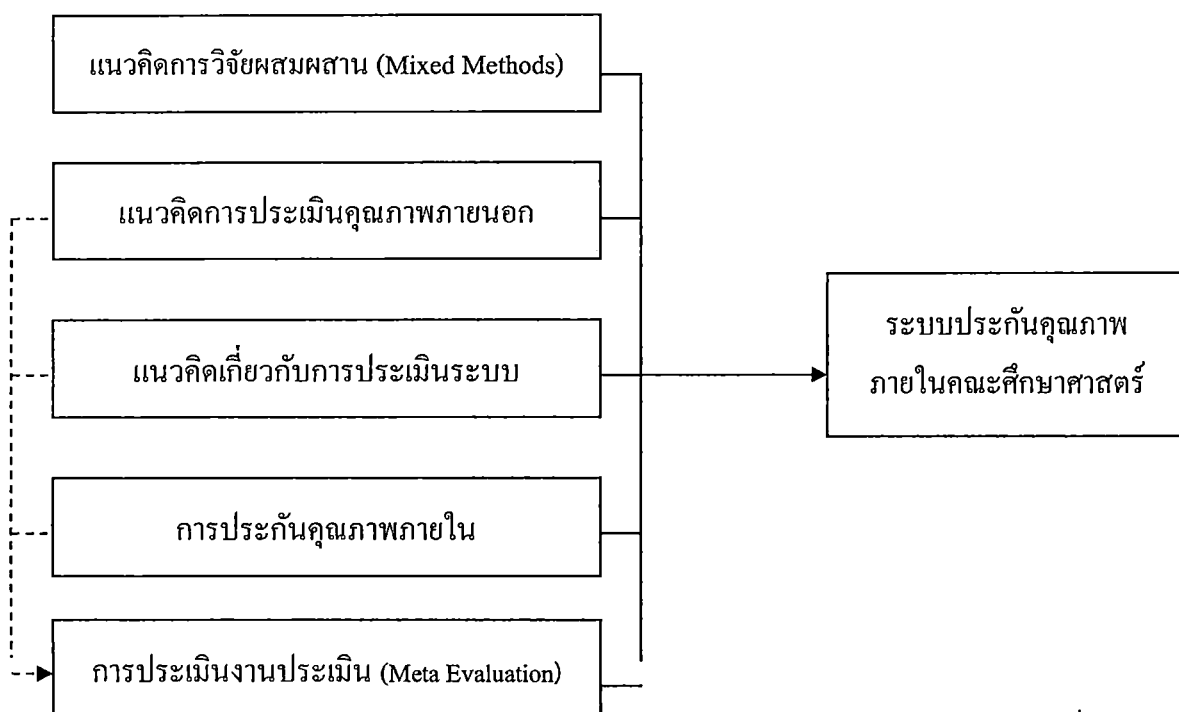 แนวคิดการวิจัยผสมผสาน (Mixed Methods)
แนวคิดการประเมินคุณภาพภายนอก
แนวคิดเกี่ยวกับการประเมินระบบ
การประกันคุณภาพภายใน
การประเมินงานประเมิน (Meta Evaluation)
ระบบประกันคุณภาพ
ภายในคณะศึกษาศาสตร์